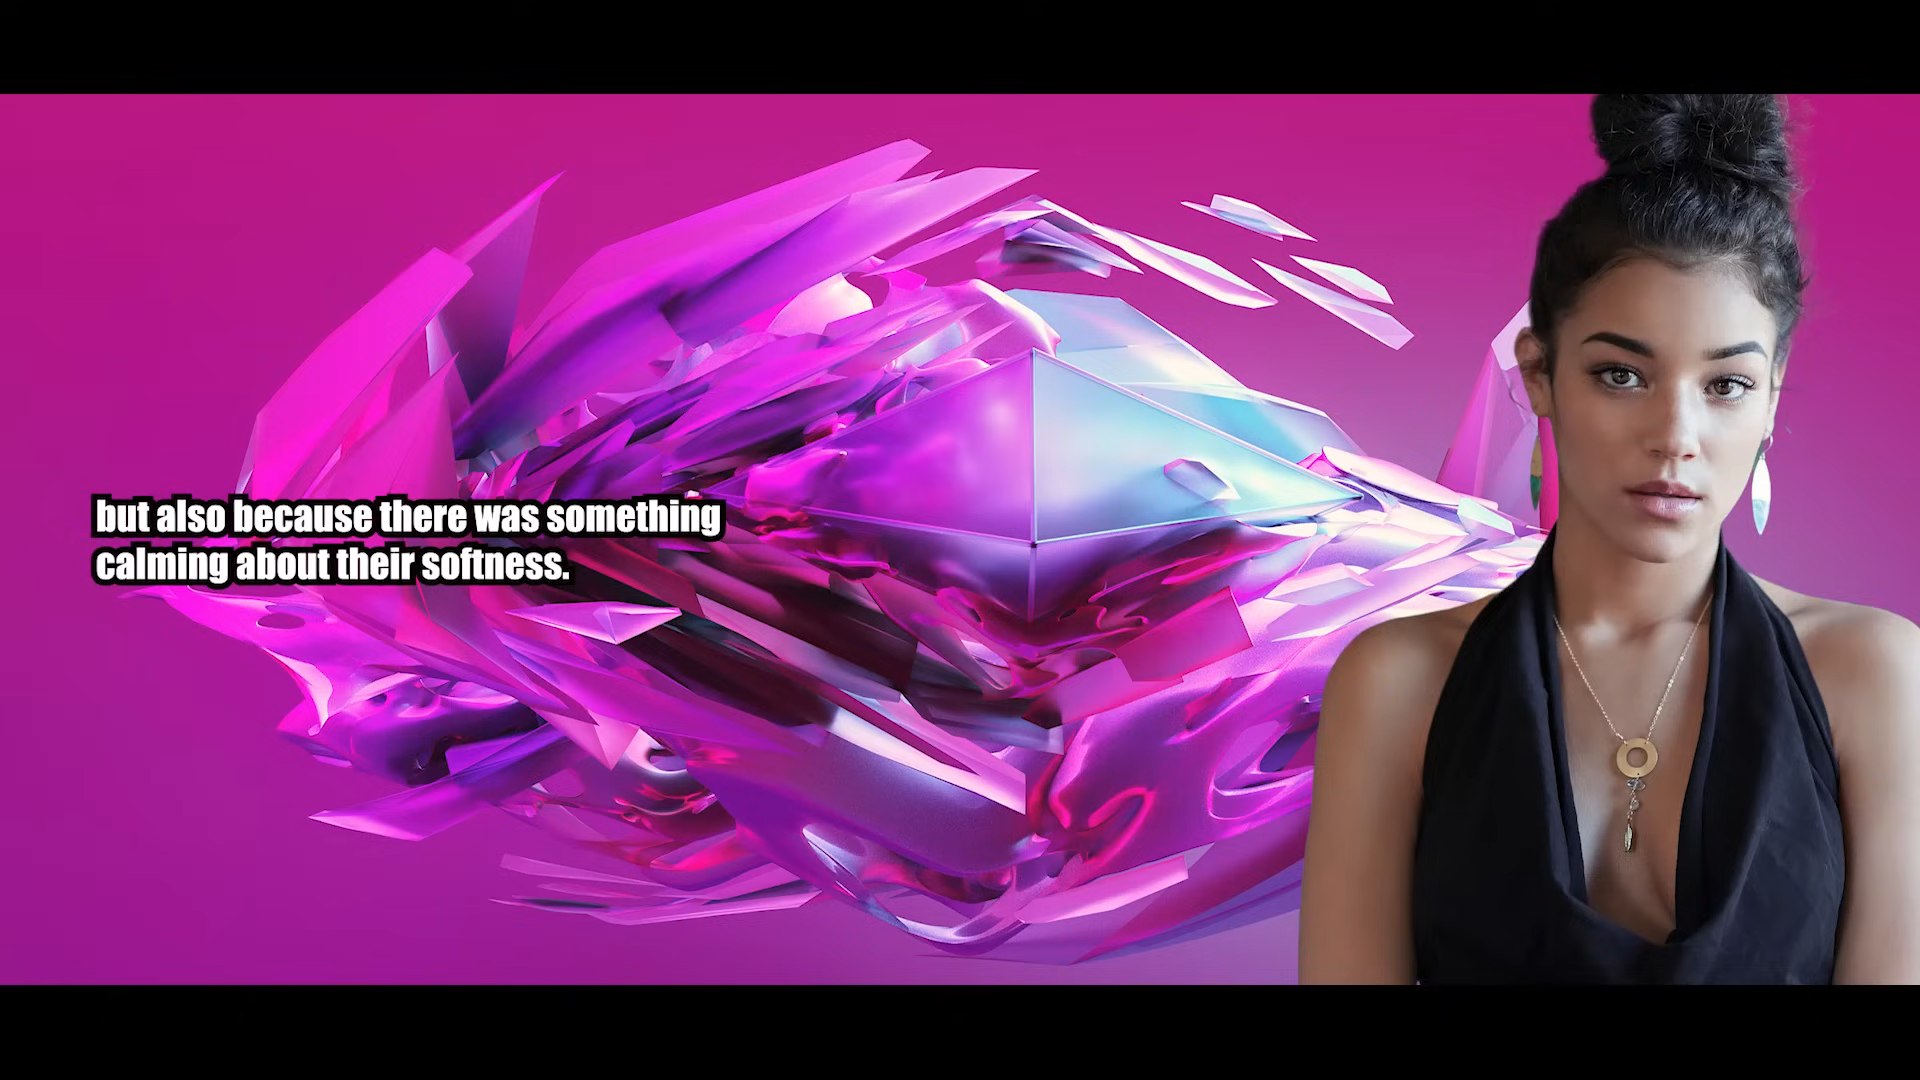 but also because there was something
calming about their softness.